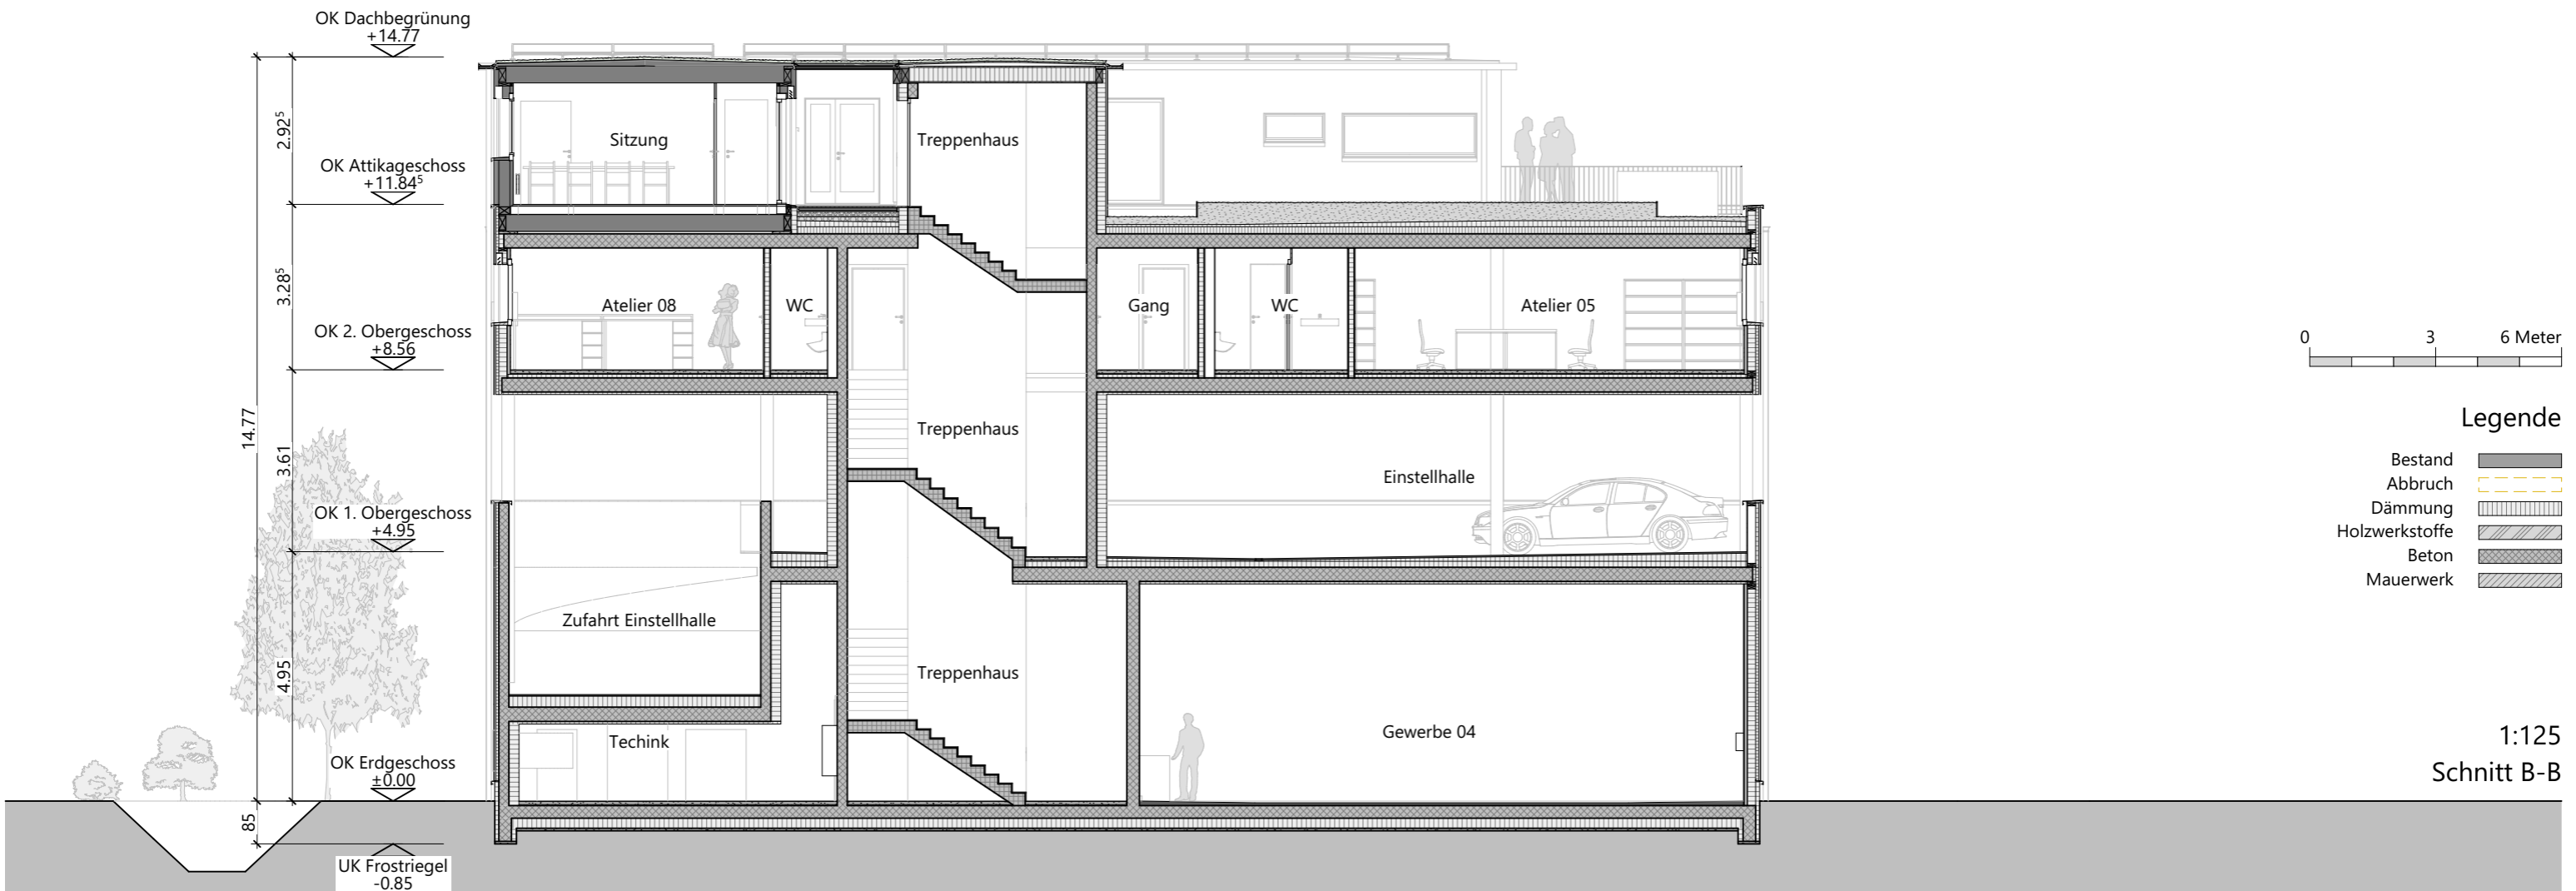 OK Dachbegrünung
+14.77
2.92⁵
Sitzung
Treppenhaus
OK Attikageschoss
+11.84⁵
3.28⁵
Atelier 08
WC
Gang
WC
Atelier 05
OK 2. Obergeschoss
+8.56
0 3 6 Meter
14.77
3.61
Treppenhaus
Einstellhalle
Legende
Bestand
Abbruch
Dämmung
Holzwerkstoffe
Beton
Mauerwerk
OK 1. Obergeschoss
+4.95
4.95
Zufahrt Einstellhalle
Treppenhaus
Techink
Gewerbe 04
OK Erdgeschoss
±0.00
85
UK Frostriegel
-0.85
1:125
Schnitt B-B